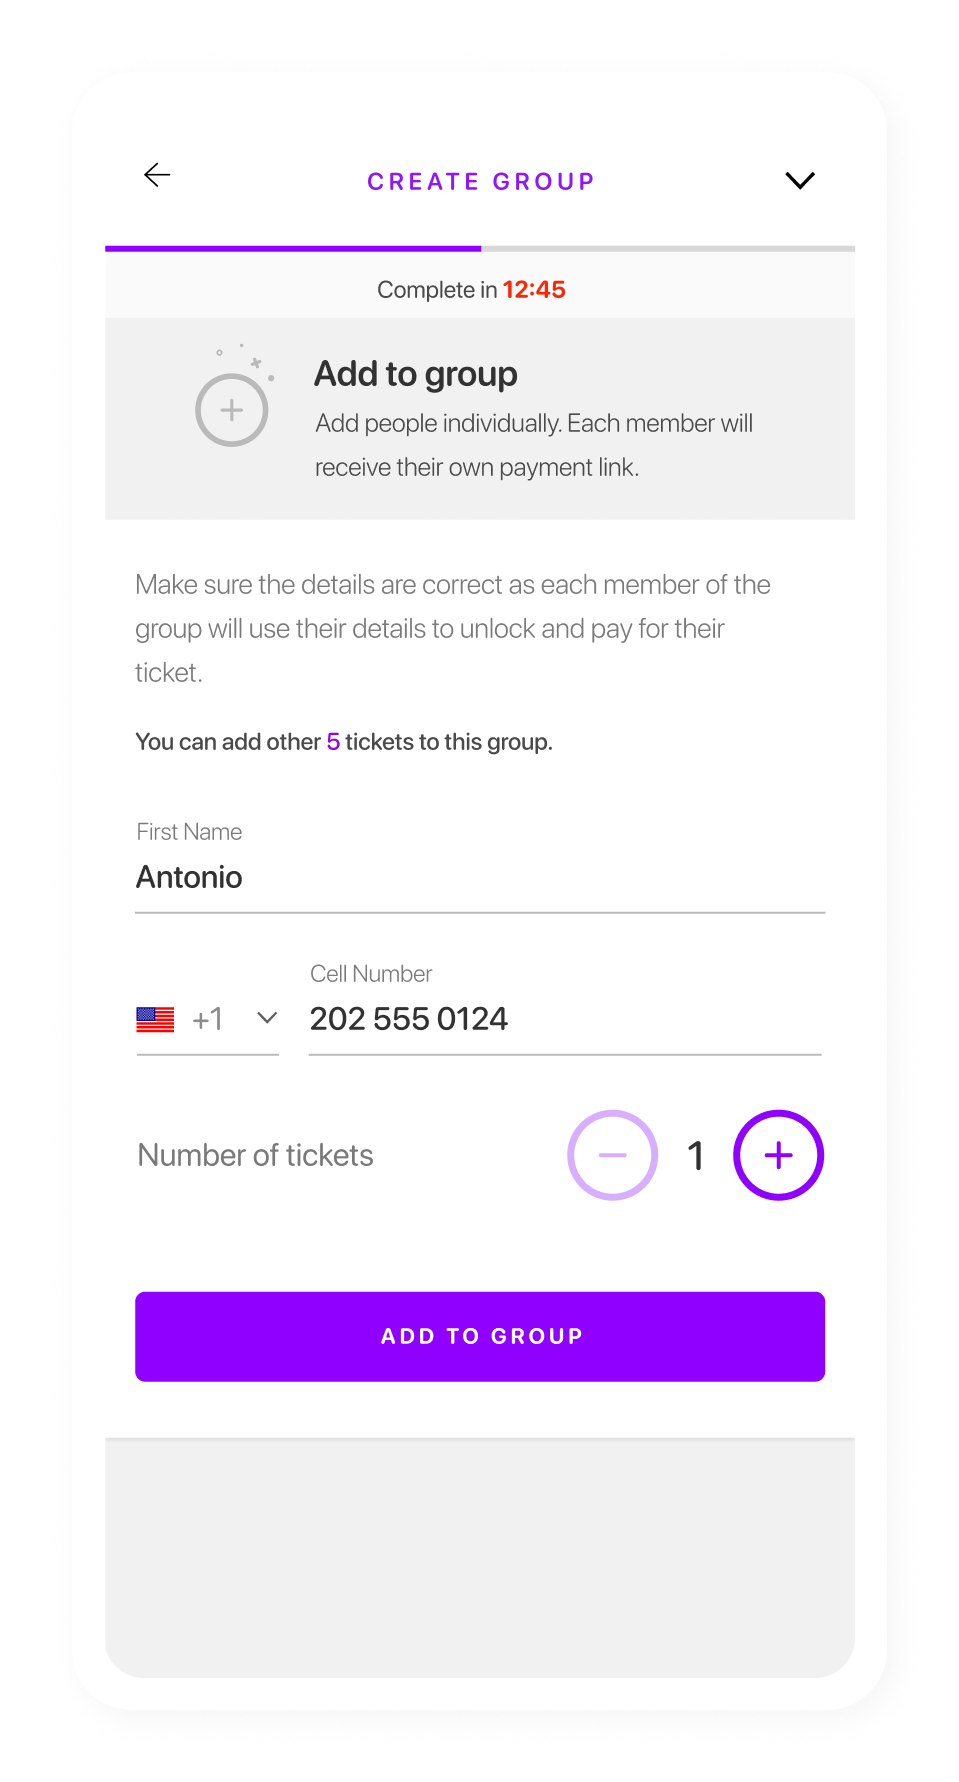 CREATE GROUP
Complete in 12:45
Add to group
Add people individually. Each member will
receive their own payment link.
Make sure the details are correct as each member of the
group will use their details to unlock and pay for their
ticket.
You can add other 5 tickets to this group.
First Name
Antonio
Cell Number
+1 202 555 0124
Number of tickets 1
ADD TO GROUP